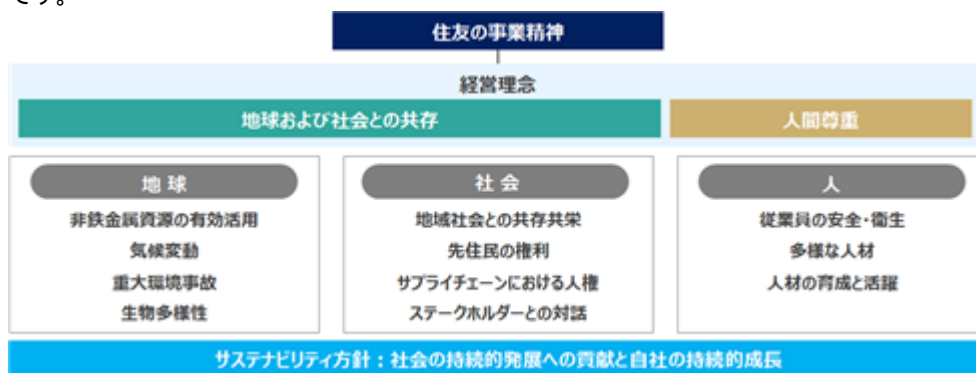 です。
住友の事業精神
経営理念
地球および社会との共存
人間尊重
地球
非鉄金属資源の有効活用
気候変動
重大環境事故
生物多様性
社会
地域社会との共存共栄
先住民の権利
サプライチェーンにおける人権
ステークホルダーとの対話
人
従業員の安全・衛生
多様な人材
人材の育成と活躍
サステナビリティ方針：社会の持続的発展への貢献と自社の持続的成長